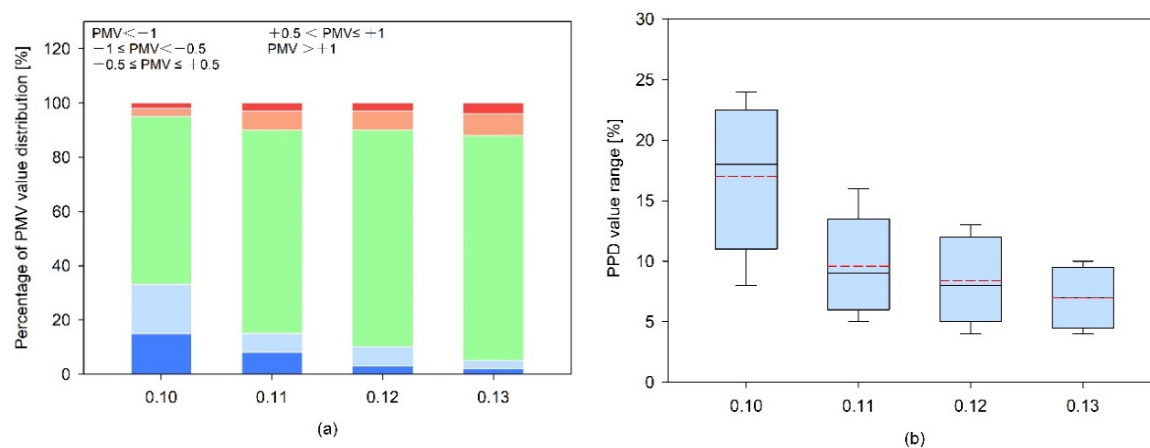 PMV<−1
−1 ≤ PMV<−0.5
−0.5 ≤ PMV ≤ +0.5
+0.5 < PMV≤ +1
PMV >+1
Percentage of PMV value distribution [%]
120
100
80
60
40
20
0
0.10 0.11 0.12 0.13
(a)
PPD value range [%]
30
25
20
15
10
5
0
0.10 0.11 0.12 0.13
(b)